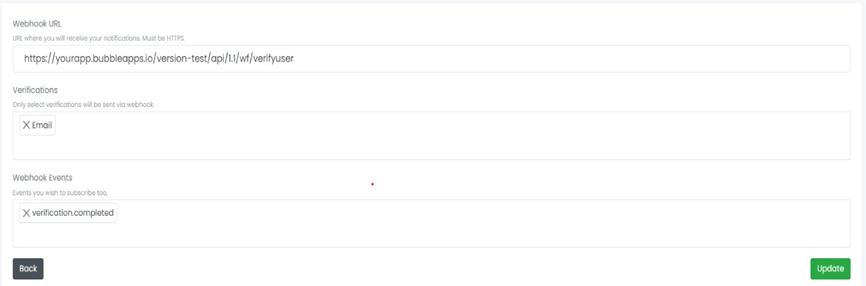 Webhook URL
URL where you will receive your notifications. Must be HTTPS.
https://yourapp.bubbleapps.io/version-test/api/1.1/wf/verifyuser
Verifications
Only select verifications will be sent via webhook.
X Email
Webhook Events
Events you wish to subscribe too.
X verification.completed
Back Update